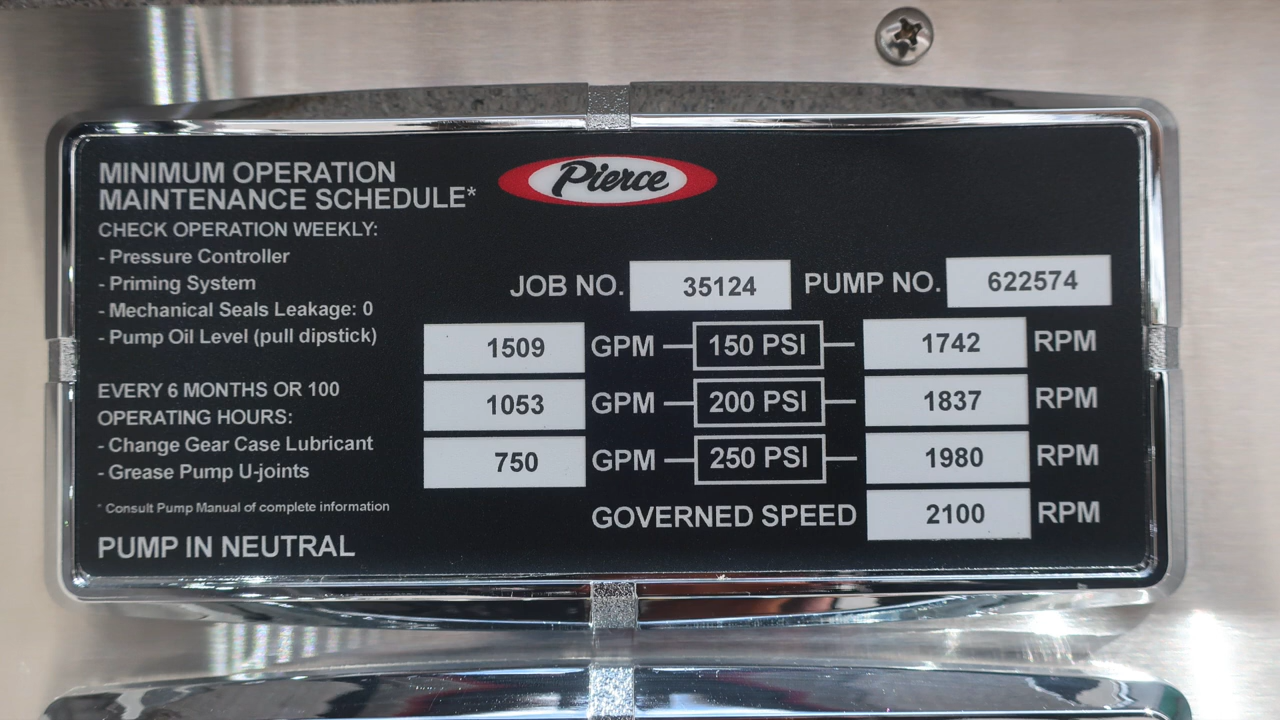 MINIMUM OPERATION
MAINTENANCE SCHEDULE*
CHECK OPERATION WEEKLY:
- Pressure Controller
- Priming System
- Mechanical Seals Leakage: 0
- Pump Oil Level (pull dipstick)
EVERY 6 MONTHS OR 100
OPERATING HOURS:
- Change Gear Case Lubricant
- Grease Pump U-joints
* Consult Pump Manual of complete information
PUMP IN NEUTRAL
Pierce
JOB NO. 35124 PUMP NO. 622574
1509 GPM 150 PSI 1742 RPM
1053 GPM 200 PSI 1837 RPM
750 GPM 250 PSI 1980 RPM
GOVERNED SPEED 2100 RPM